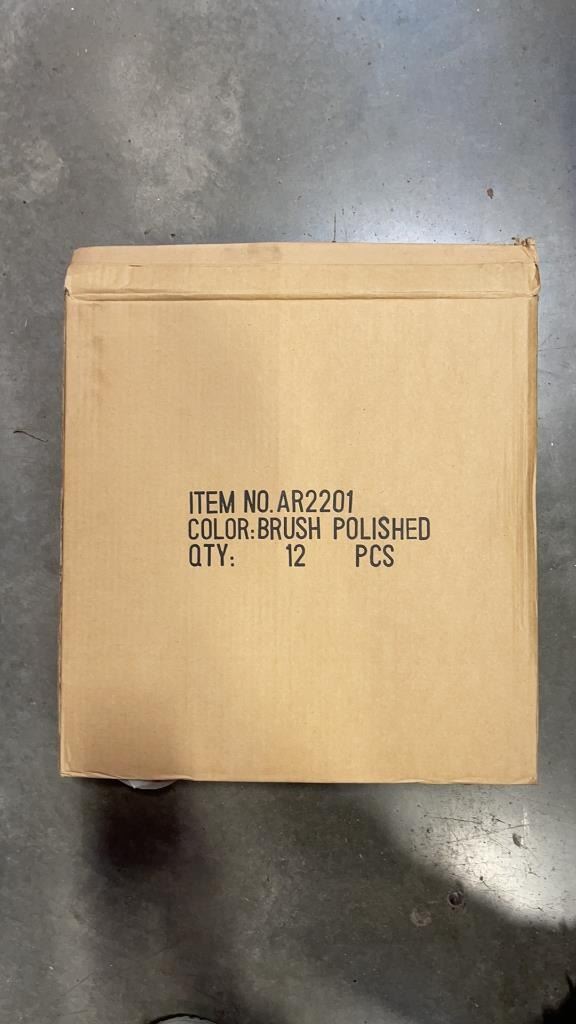 ITEM NO. AR2201
COLOR: BRUSH POLISHED
QTY: 12 PCS